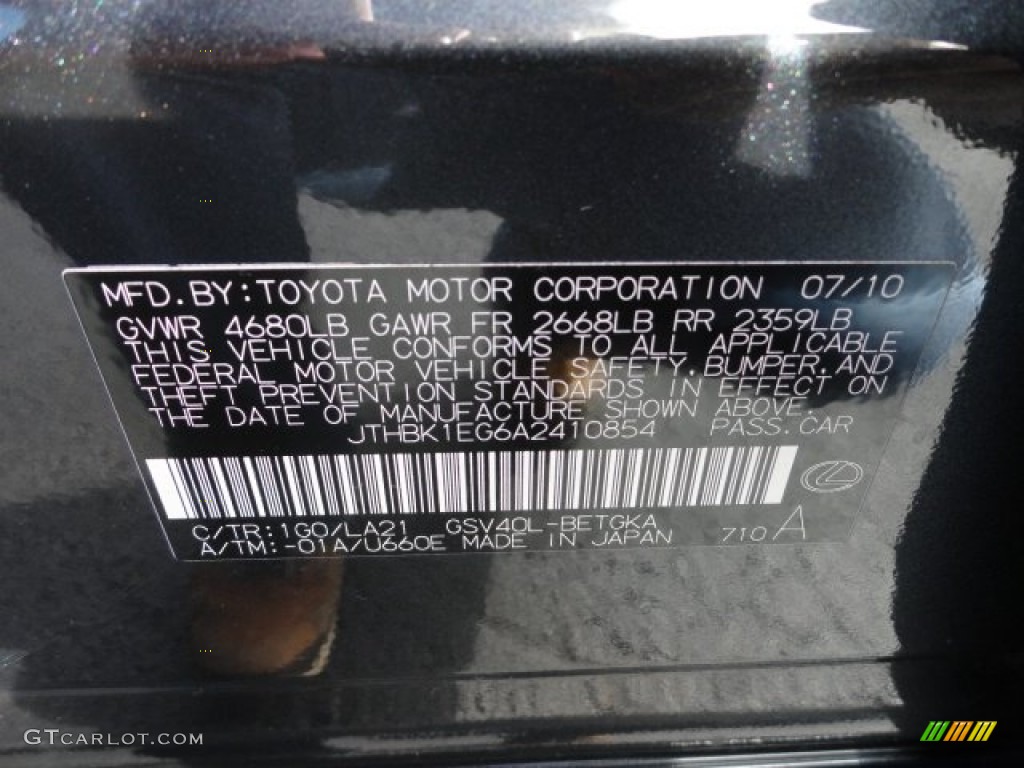 MFD.BY:TOYOTA MOTOR CORPORATION 07/10
GVWR 4680LB GAWR FR 2668LB RR 2359LB
THIS VEHICLE CONFORMS TO ALL APPLICABLE
FEDERAL MOTOR VEHICLE SAFETY.BUMPER.AND
THEFT PREVENTION STANDARDS IN EFFECT ON
THE DATE OF MANUFACTURE SHOWN ABOVE.
JTHBK1EG6A2410854 PASS.CAR
C/TR:1G0/LA21 GSV40L-BETGKA
A/TM:-01A/U660E MADE IN JAPAN 710A
GTCARLOT.COM